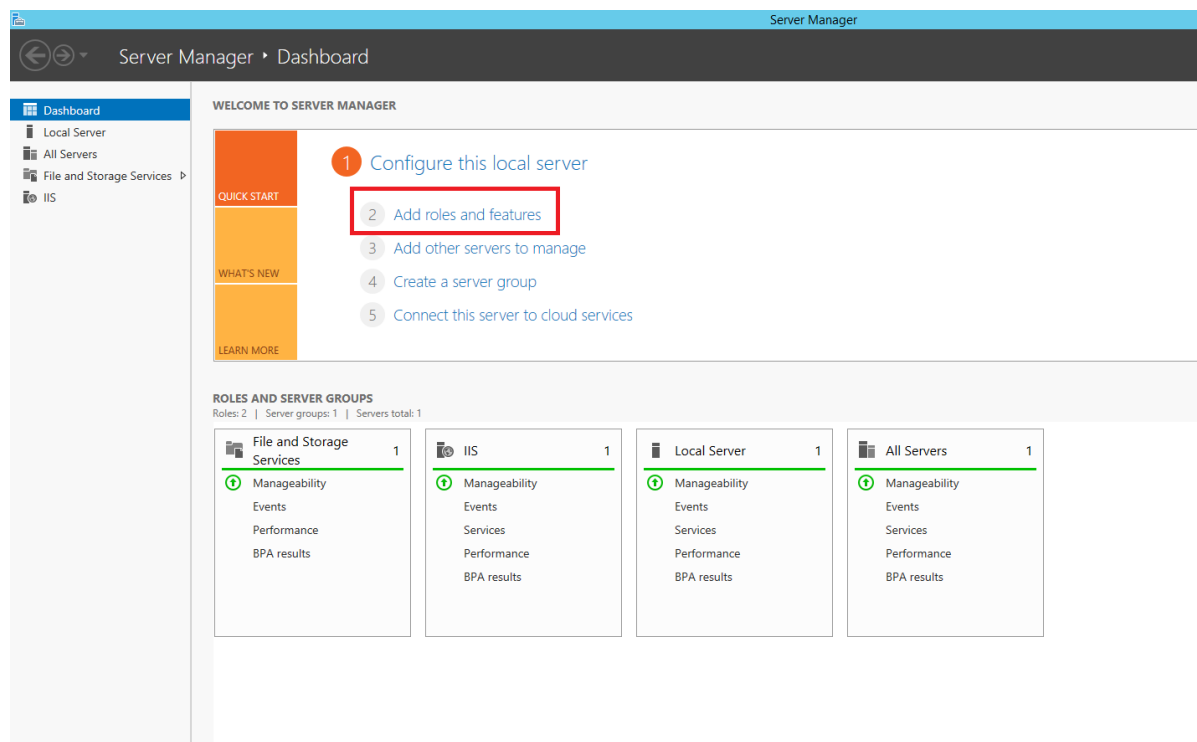 Server Manager
Server Manager • Dashboard
Dashboard
Local Server
All Servers
File and Storage Services
IIS
WELCOME TO SERVER MANAGER
QUICK START
WHAT'S NEW
LEARN MORE
1 Configure this local server
2 Add roles and features
3 Add other servers to manage
4 Create a server group
5 Connect this server to cloud services
ROLES AND SERVER GROUPS
Roles: 2 | Server groups: 1 | Servers total: 1
File and Storage
Services 1
Manageability
Events
Performance
BPA results
IIS 1
Manageability
Events
Services
Performance
BPA results
Local Server 1
Manageability
Events
Services
Performance
BPA results
All Servers 1
Manageability
Events
Services
Performance
BPA results